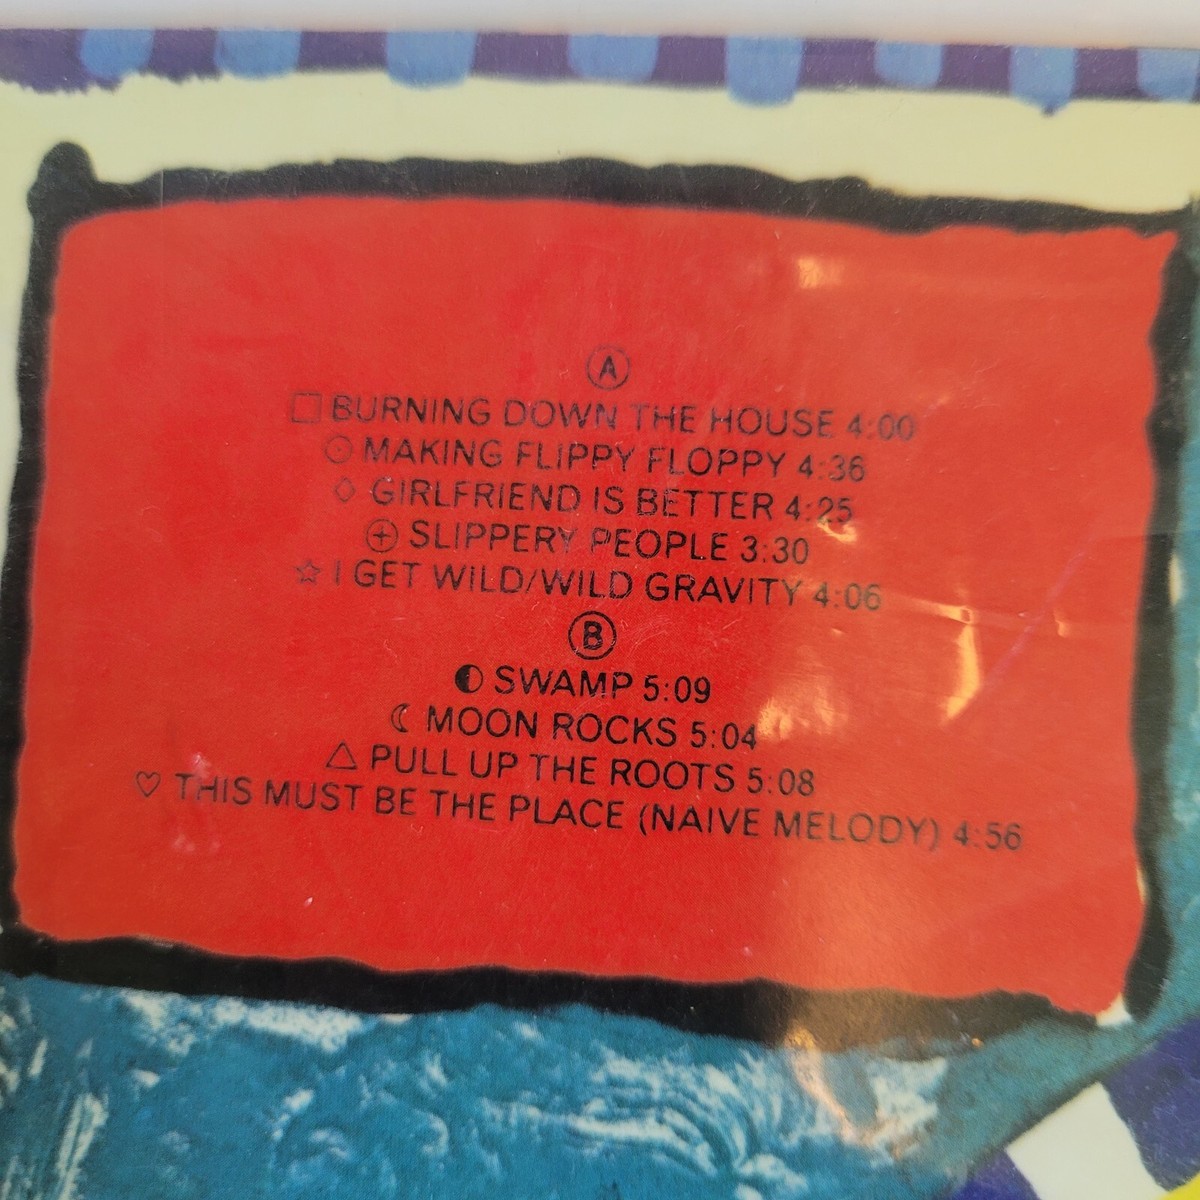 A
BURNING DOWN THE HOUSE 4:00
MAKING FLIPPY FLOPPY 4:36
GIRLFRIEND IS BETTER 4:25
SLIPPERY PEOPLE 3:30
I GET WILD/WILD GRAVITY 4:06
B
SWAMP 5:09
MOON ROCKS 5:04
PULL UP THE ROOTS 5:08
THIS MUST BE THE PLACE (NAIVE MELODY) 4:56